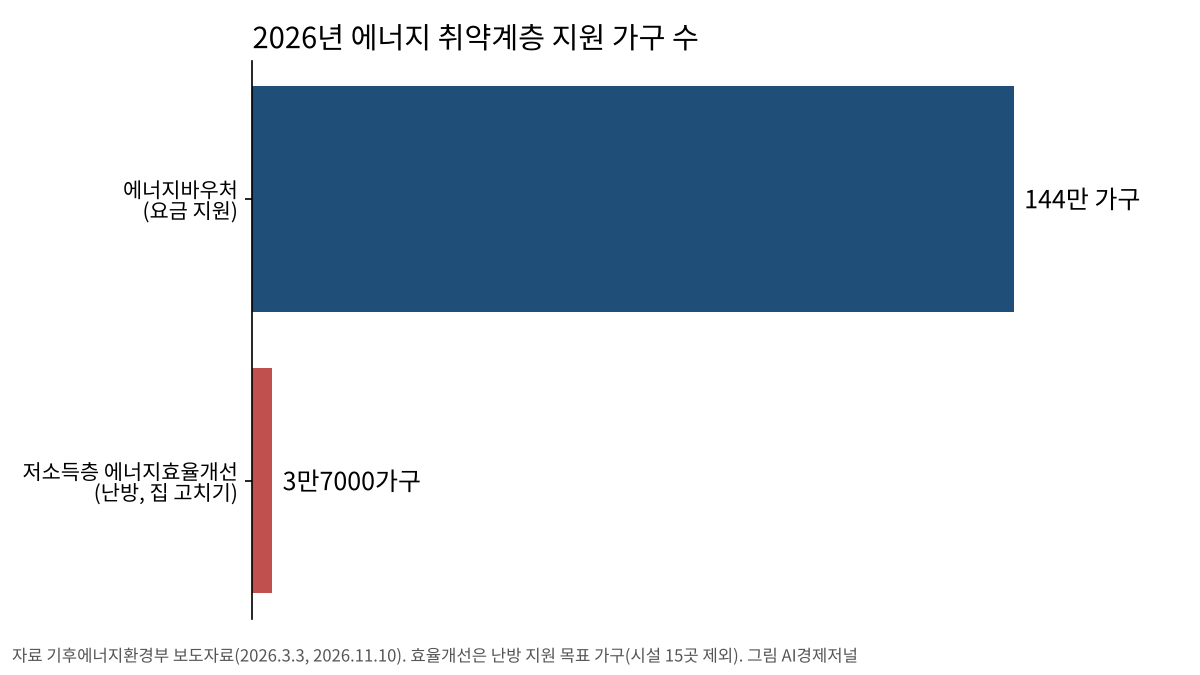 2026년 에너지 취약계층 지원 가구 수
에너지바우처
(요금 지원)
144만 가구
저소득층 에너지효율개선
(난방, 집 고치기)
3만7000가구
자료 기후에너지환경부 보도자료(2026.3.3, 2026.11.10). 효율개선은 난방 지원 목표 가구(시설 15곳 제외). 그림 AI경제저널